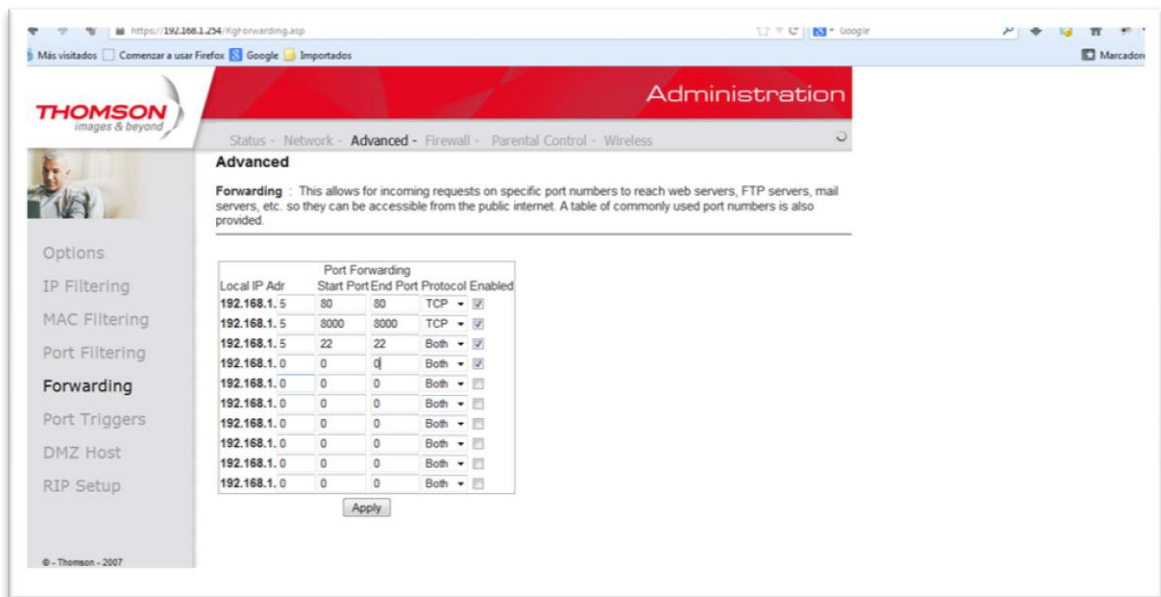 https://192.168.1.254/RgForwarding.asp
Google
Más visitados Comenzar a usar Firefox Google Importados
THOMSON
images & beyond
Administration
Status - Network - Advanced - Firewall - Parental Control - Wireless
Advanced
Forwarding : This allows for incoming requests on specific port numbers to reach web servers, FTP servers, mail
servers, etc. so they can be accessible from the public internet. A table of commonly used port numbers is also
provided.
Options
IP Filtering
MAC Filtering
Port Filtering
Forwarding
Port Triggers
DMZ Host
RIP Setup
© - Thomson - 2007
Port Forwarding
Local IP Adr Start Port End Port Protocol Enabled
192.168.1. 5 80 80 TCP
192.168.1. 5 8000 8000 TCP
192.168.1. 5 22 22 Both
192.168.1. 0 0 0 Both
192.168.1. 0 0 0 Both
192.168.1. 0 0 0 Both
192.168.1. 0 0 0 Both
192.168.1. 0 0 0 Both
192.168.1. 0 0 0 Both
192.168.1. 0 0 0 Both
Apply